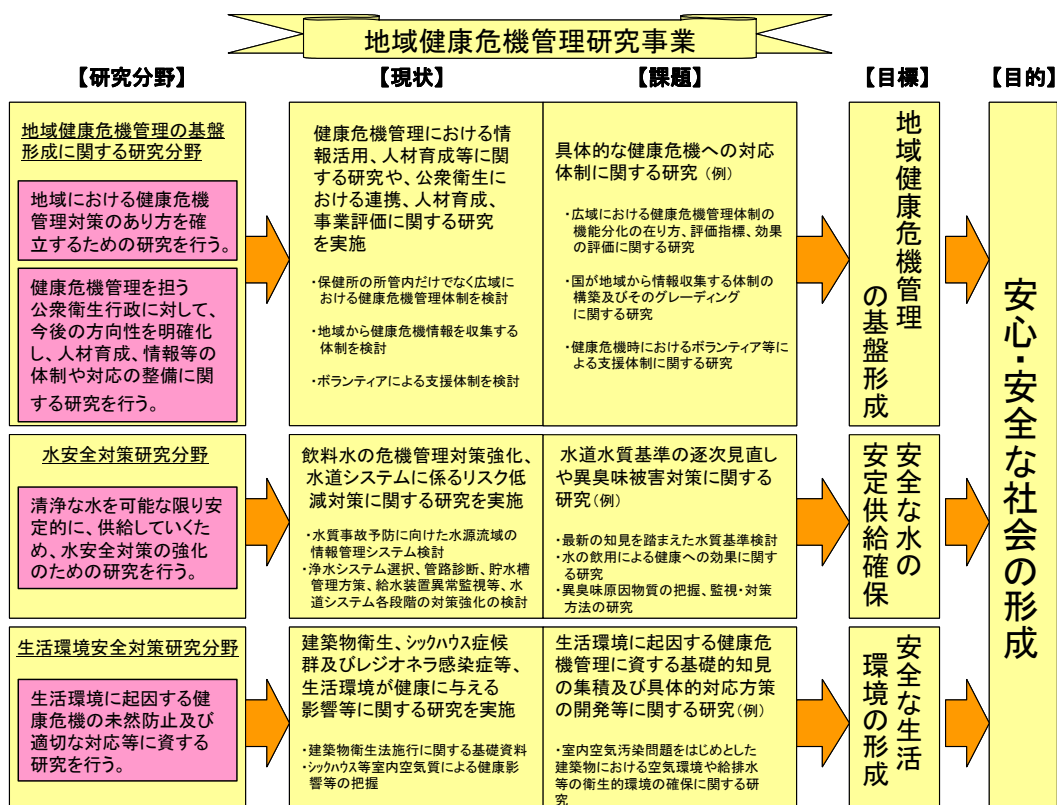 地域健康危機管理研究事業
【研究分野】
【現状】
【課題】
【目標】
【目的】
地域健康危機管理の基盤
形成に関する研究分野
地域における健康危機
管理対策のあり方を確
立するための研究を行う。
健康危機管理を担う
公衆衛生行政に対して、
今後の方向性を明確化
し、人材育成、情報等の
体制や対応の整備に関
する研究を行う。
健康危機管理における情
報活用、人材育成等に関
する研究や、公衆衛生に
おける連携、人材育成、
事業評価に関する研究
を実施
・保健所の所管内だけでなく広域に
おける健康危機管理体制を検討
・地域から健康危機情報を収集する
体制を検討
・ボランティアによる支援体制を検討
具体的な健康危機への対応
体制に関する研究（例）
・広域における健康危機管理体制の
機能分化の在り方、評価指標、効果
の評価に関する研究
・国が地域から情報収集する体制の
構築及びそのグレーディング
に関する研究
・健康危機時におけるボランティア等に
よる支援体制に関する研究
地域健康危機管理
の基盤形成
水安全対策研究分野
清浄な水を可能な限り安
定的に、供給していくた
め、水安全対策の強化
のための研究を行う。
飲料水の危機管理対策強化、
水道システムに係るリスク低
減対策に関する研究を実施
・水質事故予防に向けた水源流域の
情報管理システム検討
・浄水システム選択、管路診断、貯水槽
管理方策、給水装置異常監視等、水
道システム各段階の対策強化の検討
水道水質基準の逐次見直し
や異臭味被害対策に関する
研究（例）
・最新の知見を踏まえた水質基準検討
・水の飲用による健康への効果に関す
る研究
・異臭味原因物質の把握、監視・対策
方法の研究
安全な水の
安定供給確保
生活環境安全対策研究分野
生活環境に起因する健
康危機の未然防止及び
適切な対応等に資する
研究を行う。
建築物衛生、シックハウス症候
群及びレジオネラ感染症等、
生活環境が健康に与える
影響等に関する研究を実施
・建築物衛生法施行に関する基礎資料
・シックハウス等室内空気質による健康影
響等の把握
生活環境に起因する健康危
機管理に資する基礎的知見
の集積及び具体的対応方策
の開発等に関する研究（例）
・室内空気汚染問題をはじめとした
建築物における空気環境や給排水
等の衛生的環境の確保に関する研
究
安全な生活
環境の形成
安心・安全な社会の形成